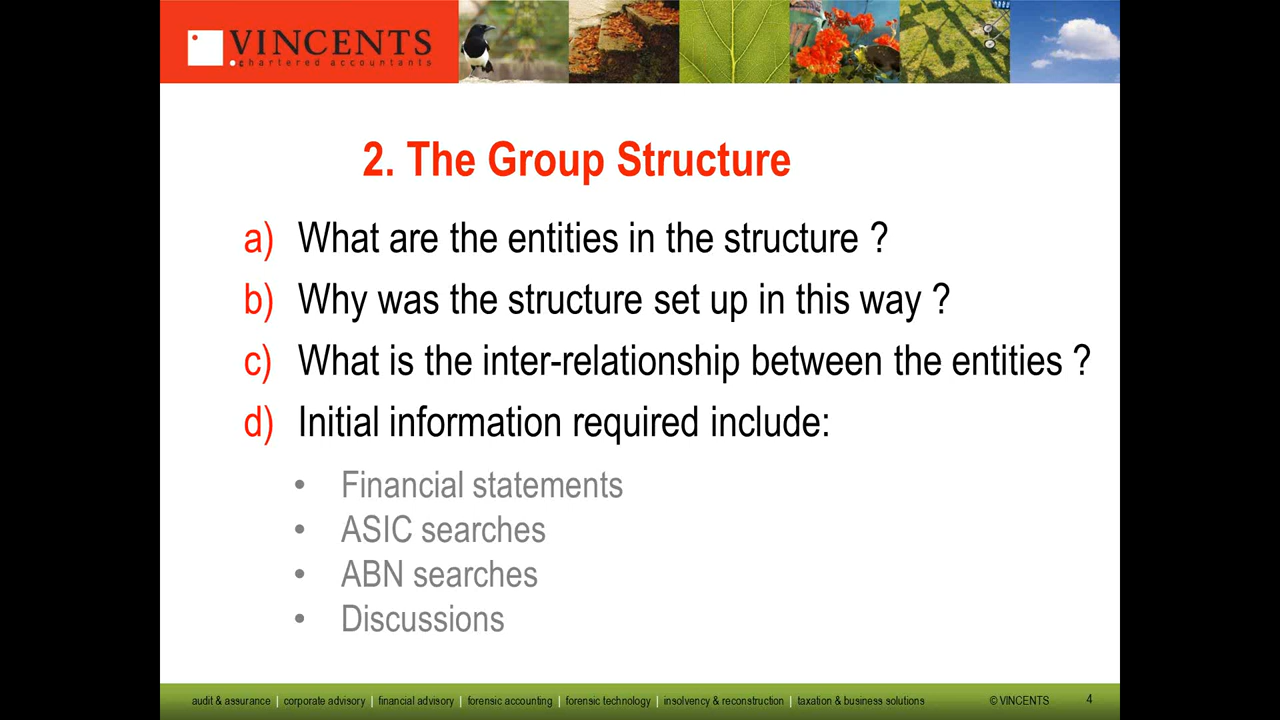 VINCENTS
chartered accountants
2. The Group Structure
a) What are the entities in the structure ?
b) Why was the structure set up in this way ?
c) What is the inter-relationship between the entities ?
d) Initial information required include:
• Financial statements
• ASIC searches
• ABN searches
• Discussions
audit & assurance | corporate advisory | financial advisory | forensic accounting | forensic technology | insolvency & reconstruction | taxation & business solutions © VINCENTS 4